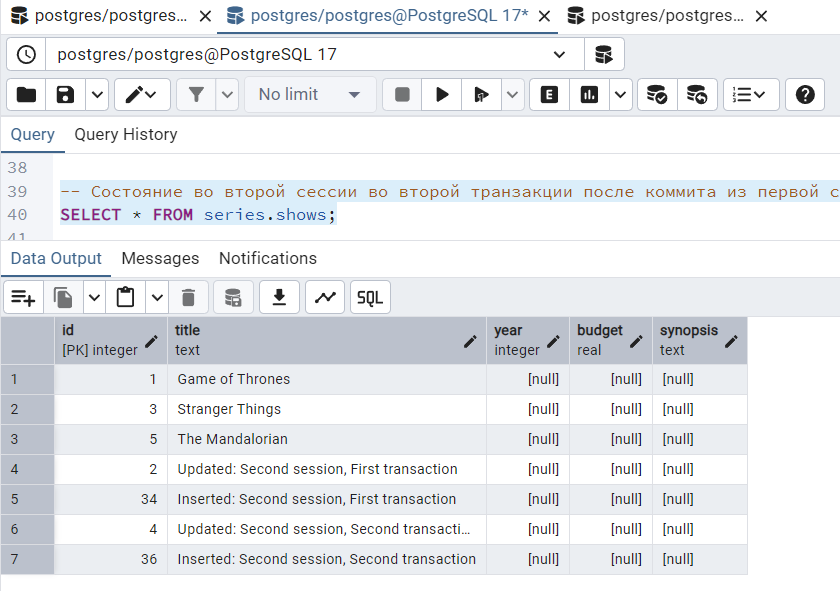 postgres/postgres... postgres/postgres@PostgreSQL 17* postgres/postgres...
postgres/postgres@PostgreSQL 17
No limit
Query Query History
38
39 -- Состояние во второй сессии во второй транзакции после коммита из первой с
40 SELECT * FROM series.shows;
41
Data Output Messages Notifications
SQL
id title year budget synopsis
[PK] integer text integer real text
1 1 Game of Thrones [null] [null] [null]
2 3 Stranger Things [null] [null] [null]
3 5 The Mandalorian [null] [null] [null]
4 2 Updated: Second session, First transaction [null] [null] [null]
5 34 Inserted: Second session, First transaction [null] [null] [null]
6 4 Updated: Second session, Second transacti... [null] [null] [null]
7 36 Inserted: Second session, Second transaction [null] [null] [null]